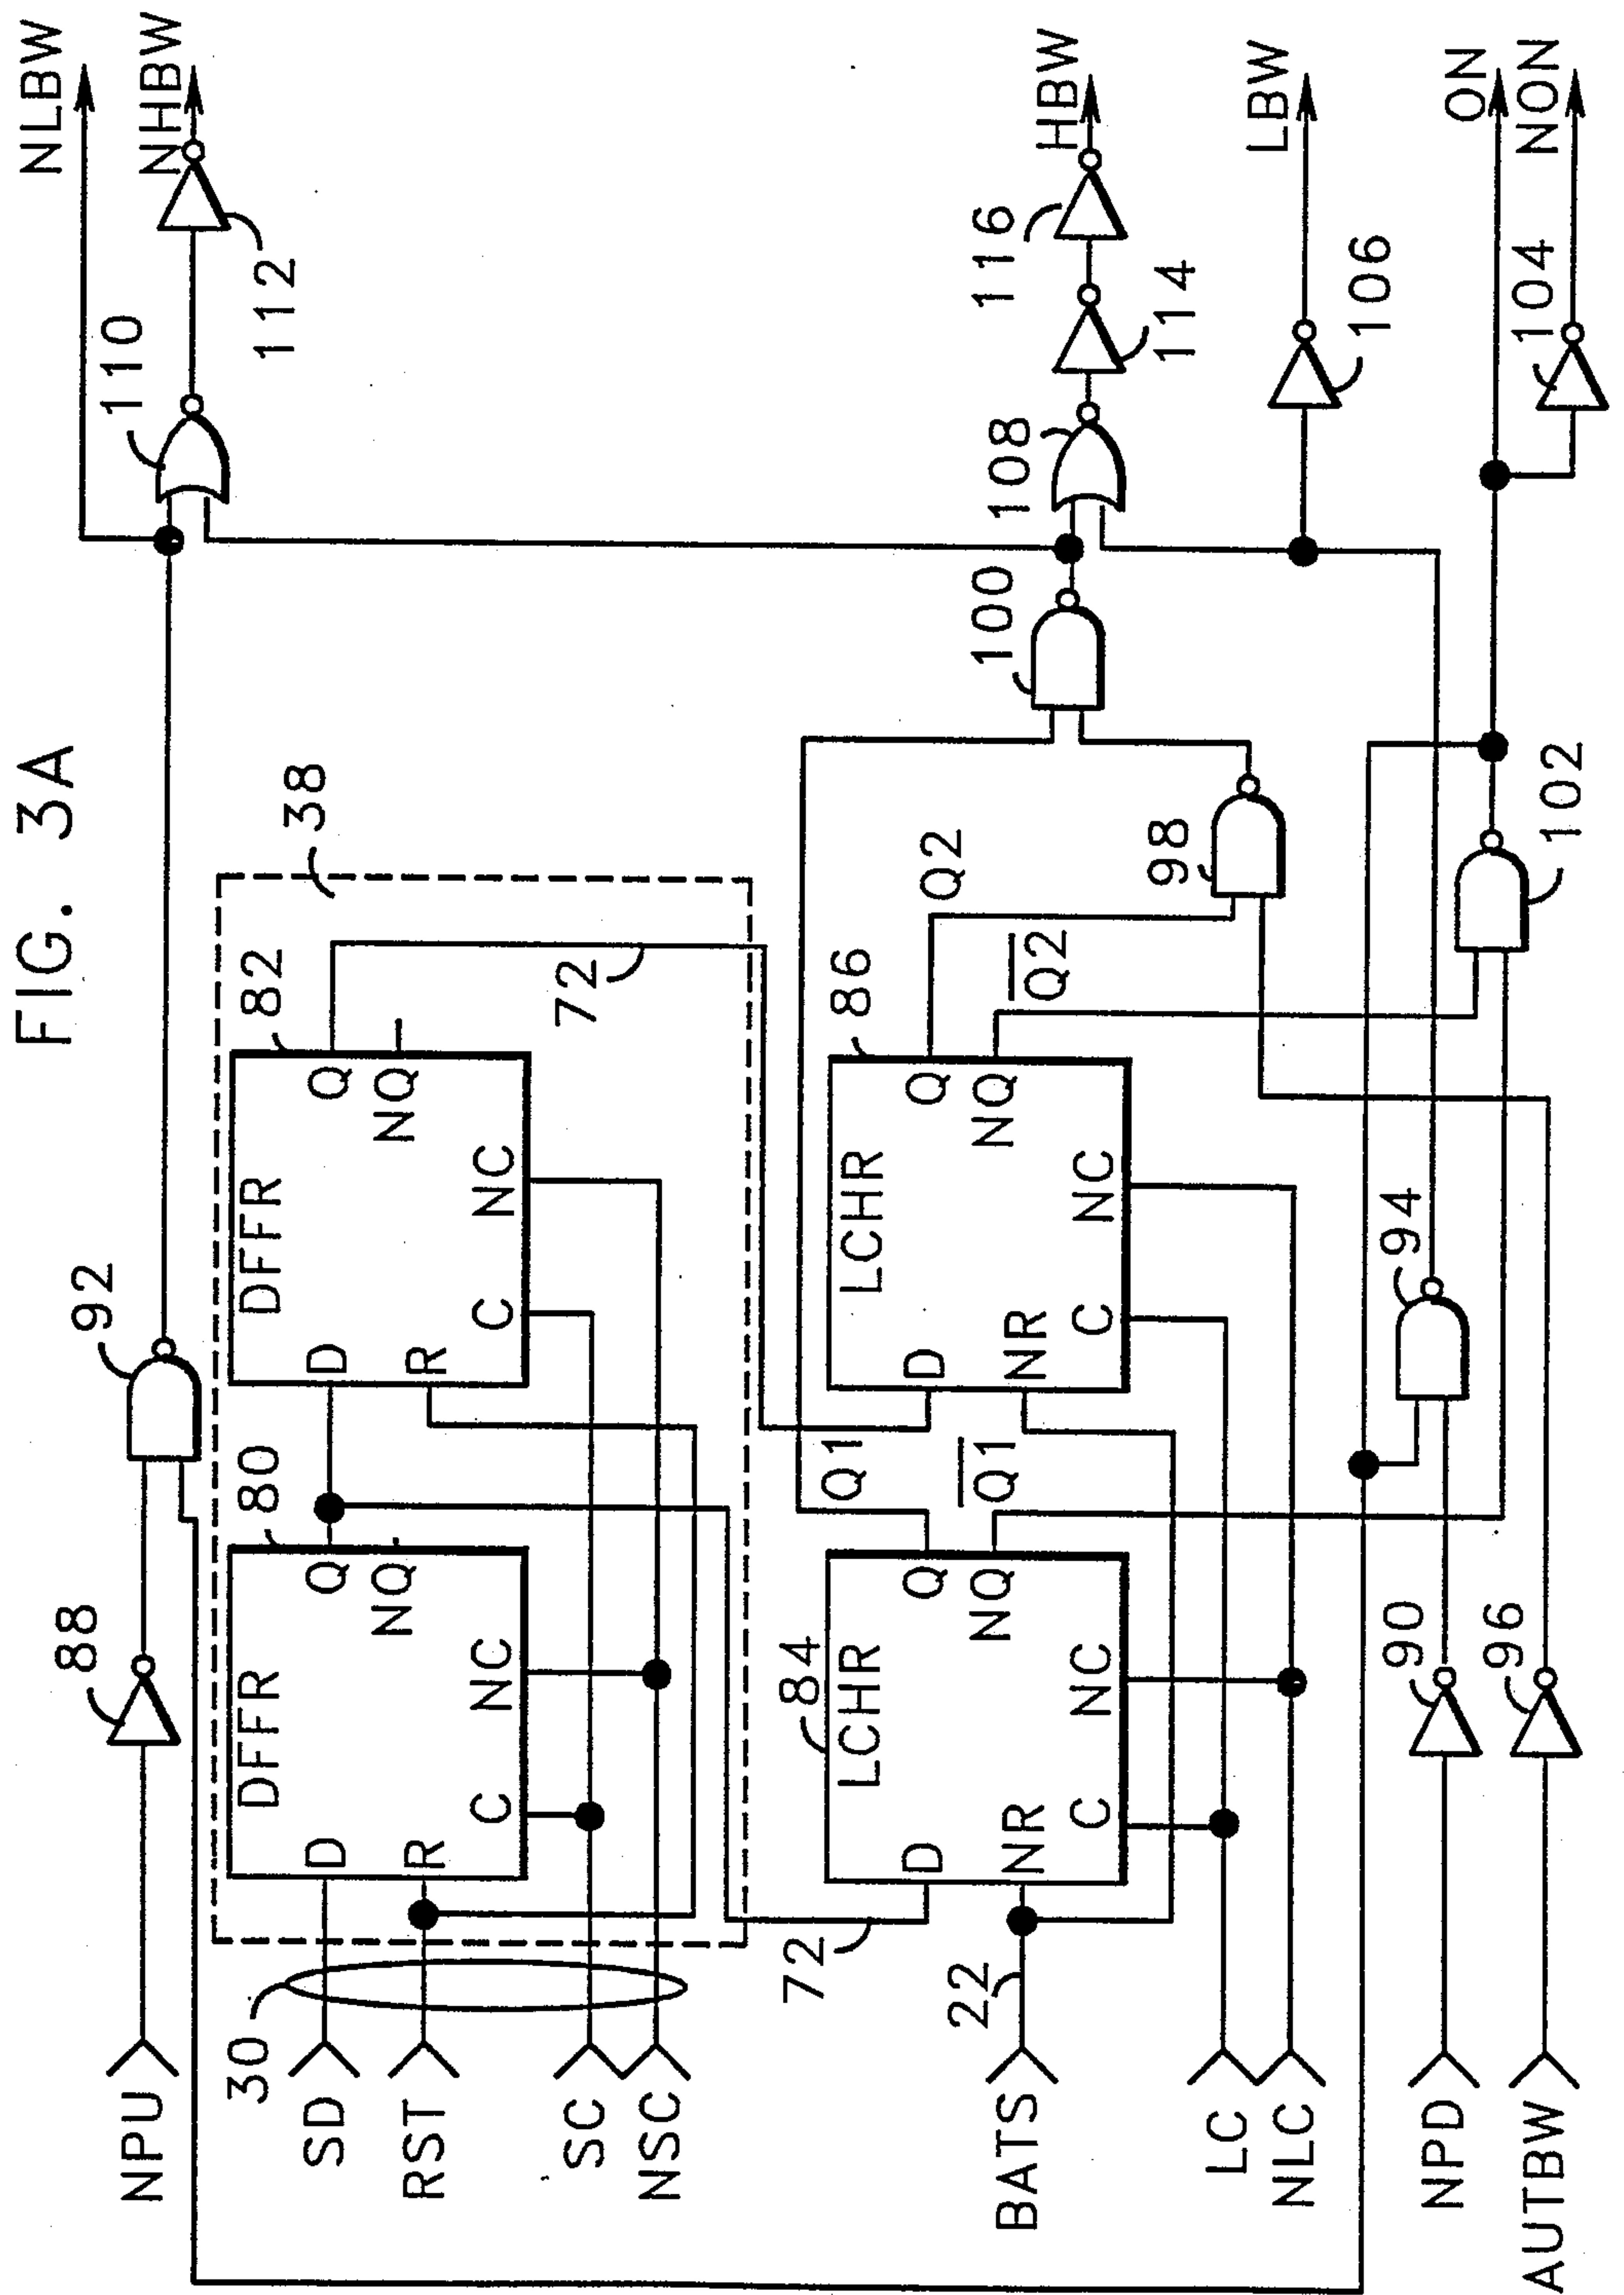 FIG. 3A
NLBW
NHBW
110
112
92
88
NPU
38
30
SD
RST
SC
NSC
80
DFFR
D
R
C
NC
Q
NQ
82
DFFR
D
R
C
NC
Q
NQ
72
72
BATS
22
LC
NLC
84
LCHR
D
NR
C
NC
Q
NQ
Q1
Q1
86
LCHR
D
NR
C
NC
Q
NQ
Q2
Q2
98
100
108
114
116
HBW
106
LBW
NPD
90
94
AUTBW
96
102
104
ON
NON